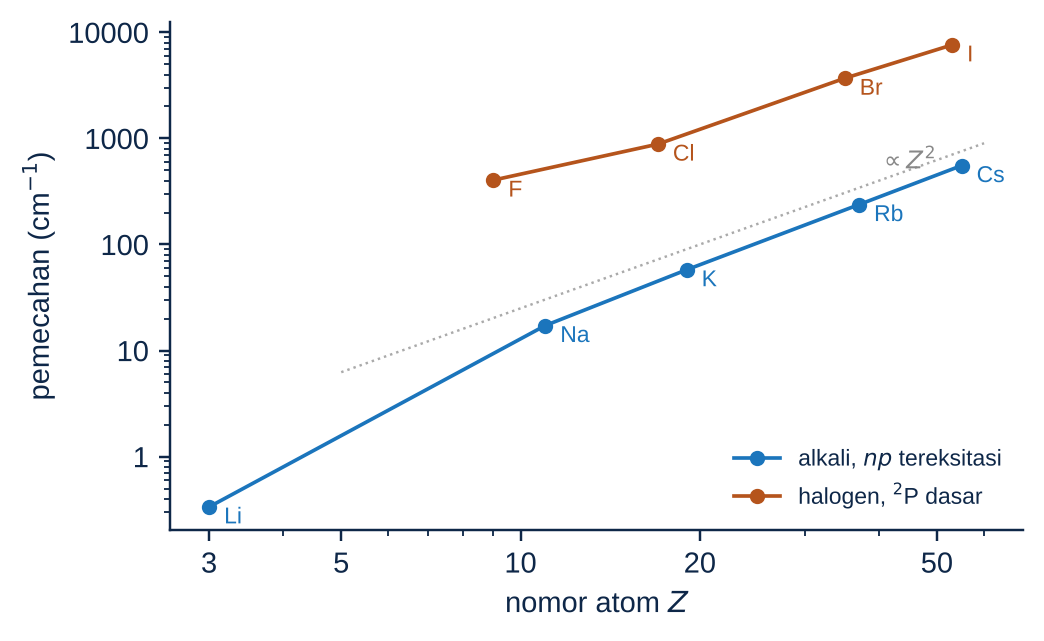 10000
1000
100
10
1
pemecahan (cm⁻¹)
F
Cl
Br
I
∝ Z²
Li
Na
K
Rb
Cs
alkali, np tereksitasi
halogen, ²P dasar
3 5 10 20 50
nomor atom Z